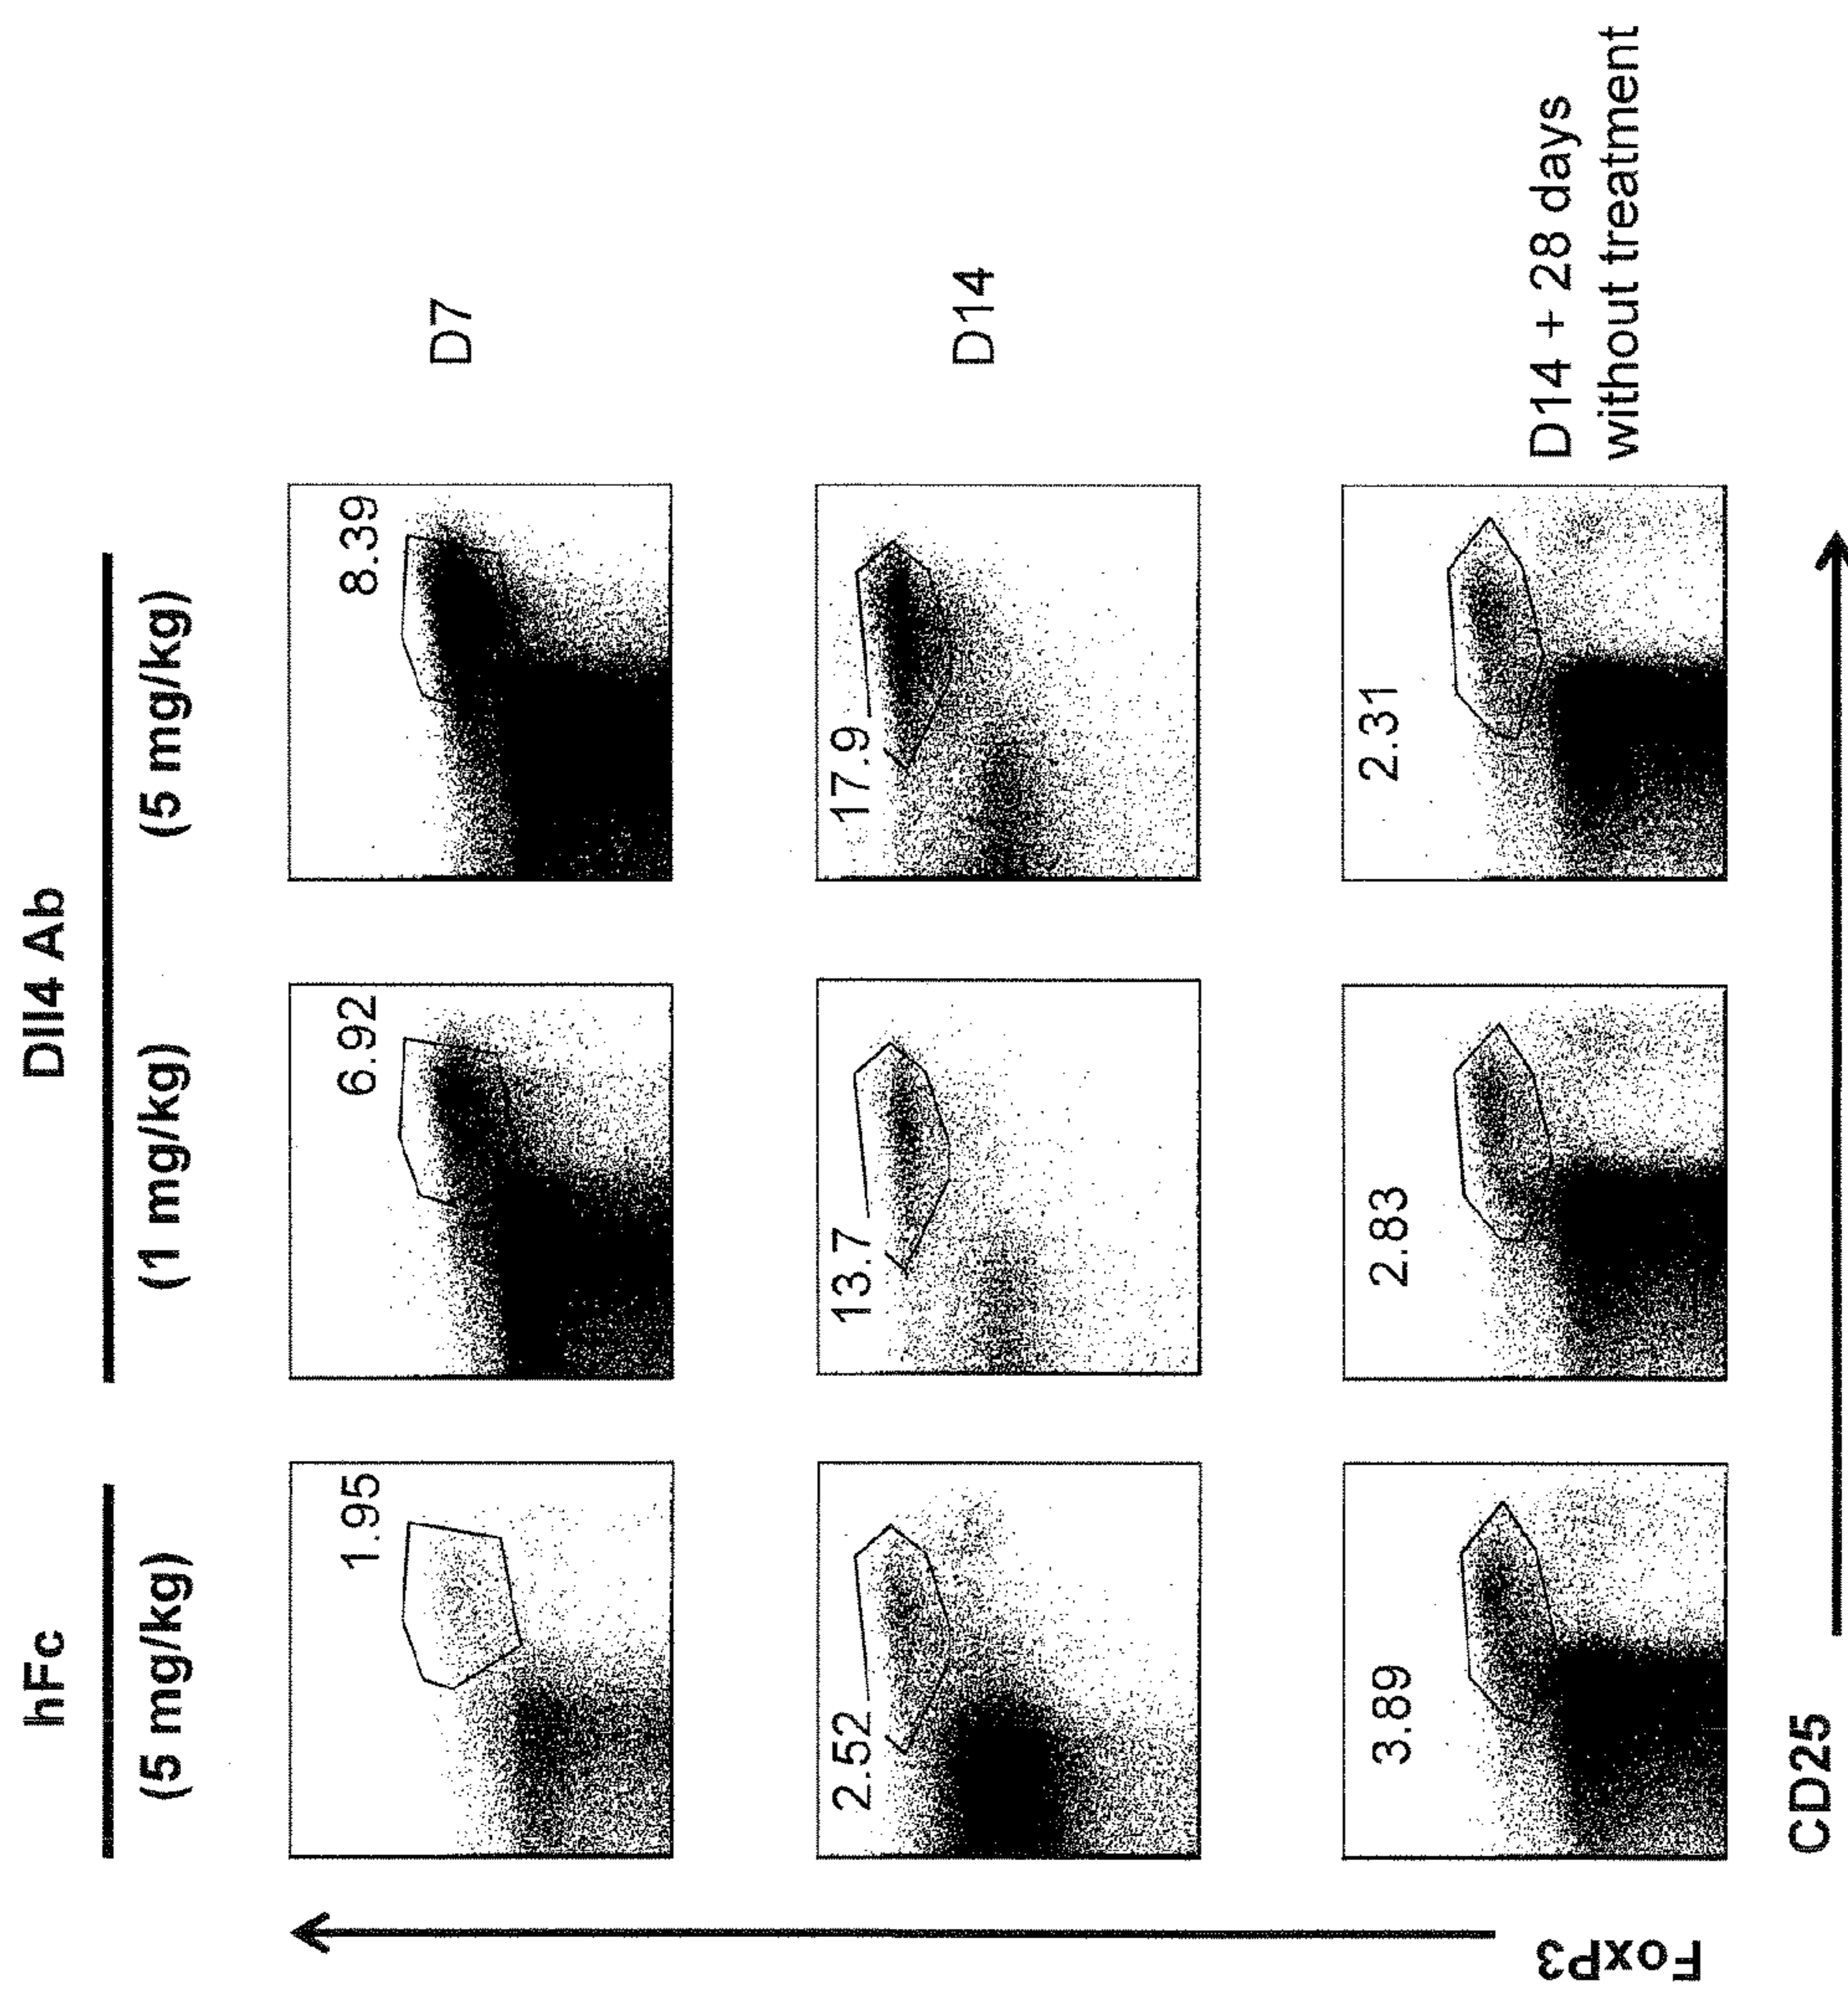 hFc
Dll4 Ab
(5 mg/kg)
(1 mg/kg)
(5 mg/kg)
1.95
6.92
8.39
D7
2.52
13.7
17.9
D14
3.89
2.83
2.31
D14 + 28 days
without treatment
FoxP3
CD25